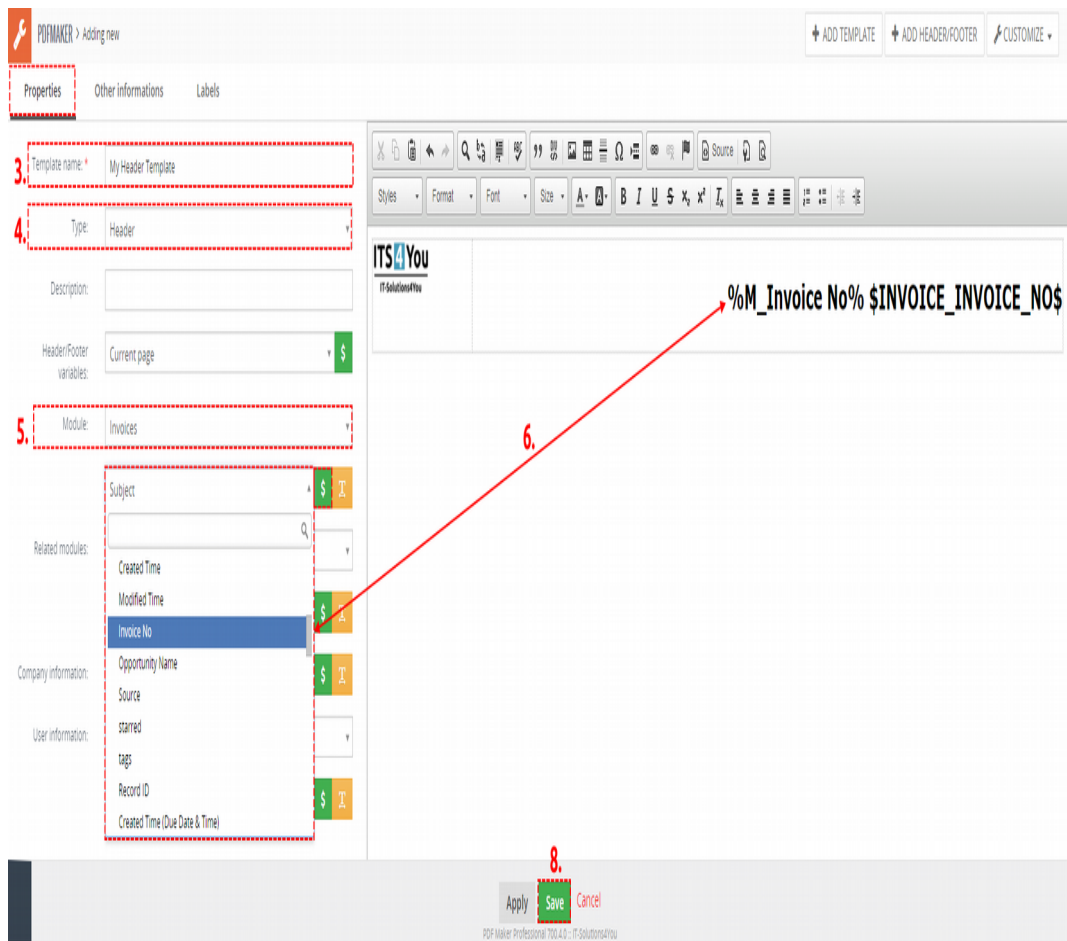 PDFMAKER > Adding new
+ ADD TEMPLATE
+ ADD HEADER/FOOTER
CUSTOMIZE
Properties
Other informations
Labels
3.
Template name: *
My Header Template
4.
Type:
Header
Description:
Header/Footer
variables:
Current page
$
5.
Module:
Invoices
Subject
$
Related modules:
Created Time
Modified Time
Invoice No
Opportunity Name
Source
starred
tags
Record ID
Created Time (Due Date & Time)
$
Company information:
$
User information:
$
Source
Styles
Format
Font
Size
A
A
B I U S x₂ x² Ix
ITS4You
IT-Solutions4You
%M_Invoice No% $INVOICE_INVOICE_NO$
6.
8.
Apply
Save
Cancel
PDF Maker Professional 700.4.0 :: IT-Solutions4You